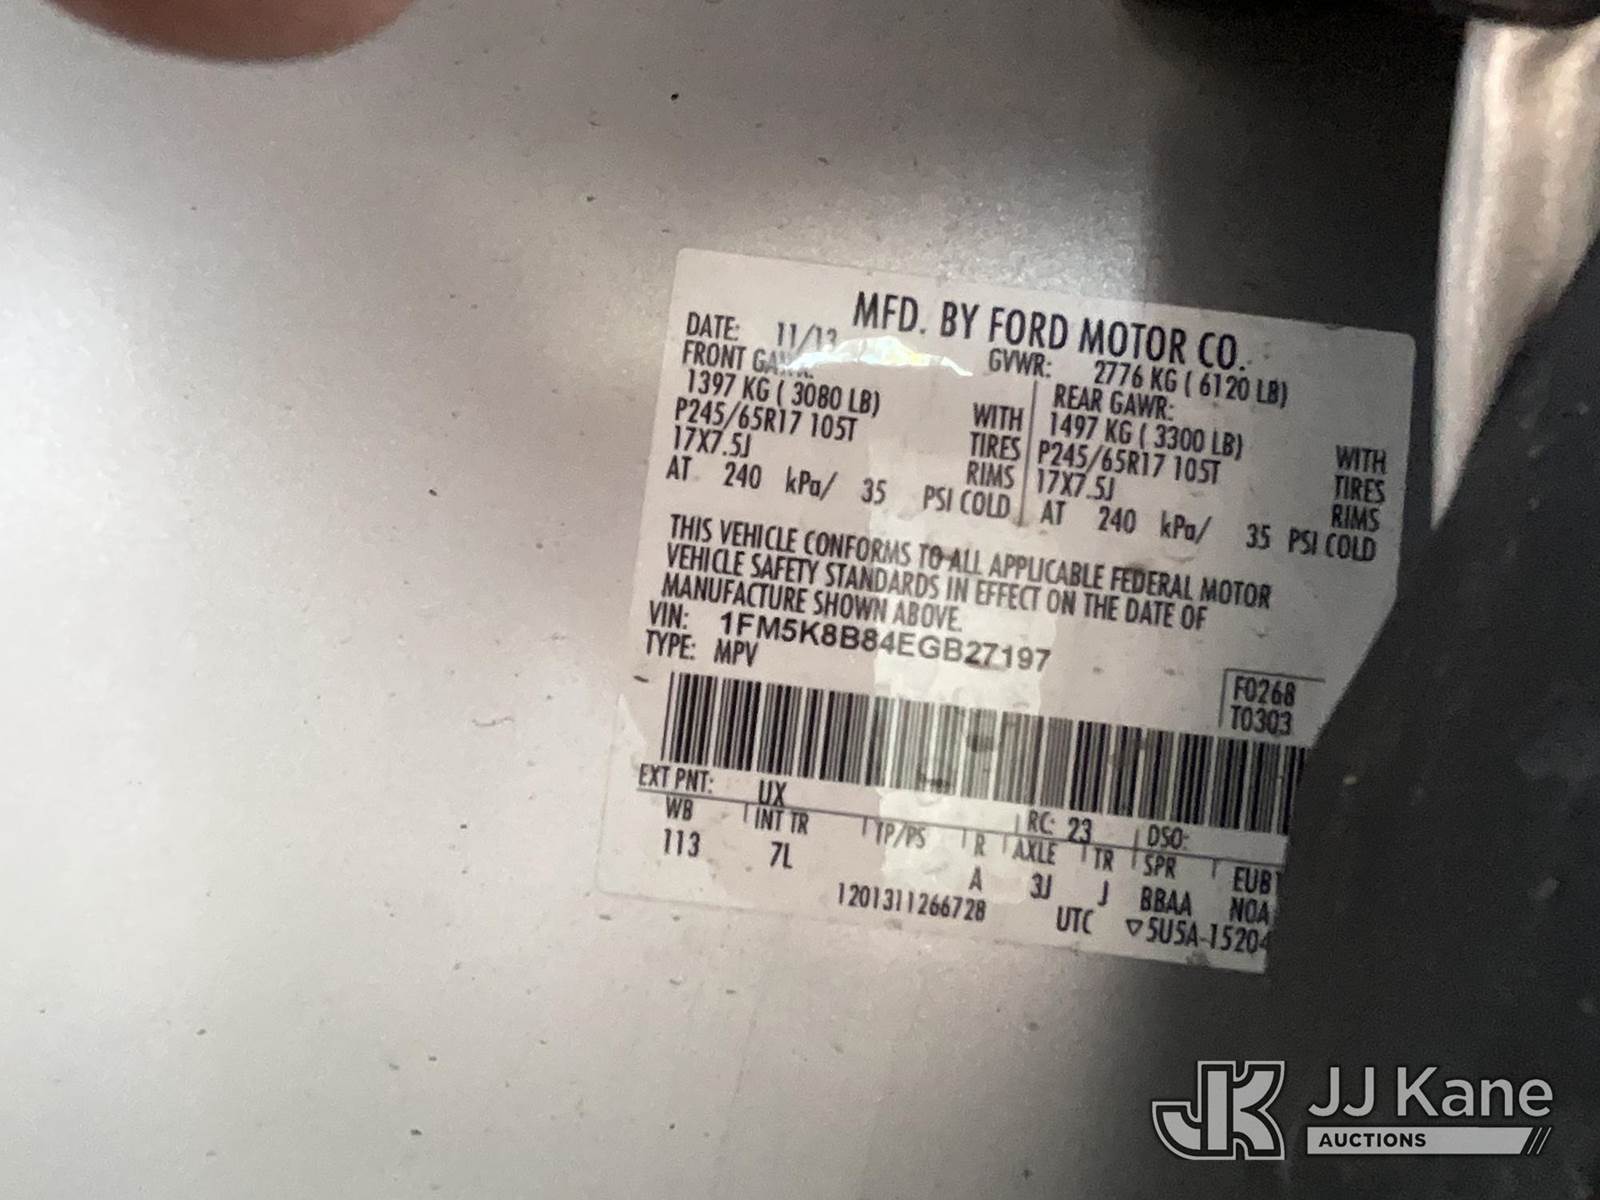 MFD. BY FORD MOTOR CO.
DATE: 11/13 GVWR: 2776 KG ( 6120 LB)
FRONT GAWR: REAR GAWR:
1397 KG ( 3080 LB) WITH 1497 KG ( 3300 LB) WITH
P245/65R17 105T TIRES P245/65R17 105T TIRES
17X7.5J RIMS 17X7.5J RIMS
AT 240 kPa/ 35 PSI COLD AT 240 kPa/ 35 PSI COLD
THIS VEHICLE CONFORMS TO ALL APPLICABLE FEDERAL MOTOR
VEHICLE SAFETY STANDARDS IN EFFECT ON THE DATE OF
MANUFACTURE SHOWN ABOVE.
VIN: 1FM5K8B84EGB27197
TYPE: MPV
F0268
T0303
EXT PNT: UX RC: 23 DSO:
WB INT TR TP/PS R AXLE TR SPR
113 7L A 3J J BBAA
1201311266728 UTC ▽5U5A-15204
JK JJ Kane
AUCTIONS